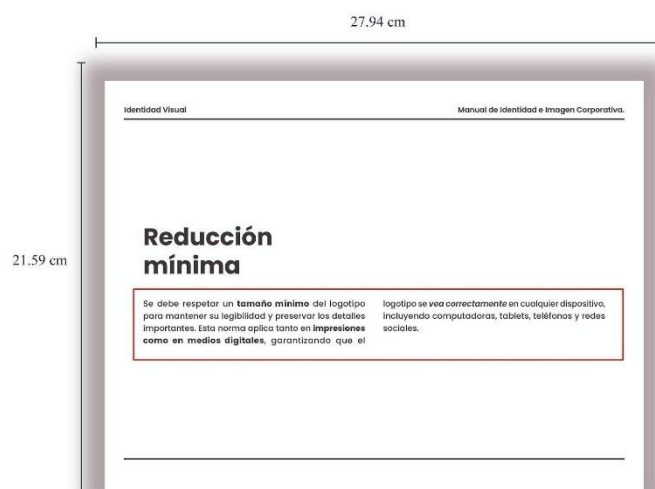 27.94 cm
Identidad Visual
Manual de Identidad e Imagen Corporativa.
21.59 cm
Reducción
mínima
Se debe respetar un tamaño mínimo del logotipo
para mantener su legibilidad y preservar los detalles
importantes. Esta norma aplica tanto en impresiones
como en medios digitales, garantizando que el
logotipo se vea correctamente en cualquier dispositivo,
incluyendo computadoras, tablets, teléfonos y redes
sociales.